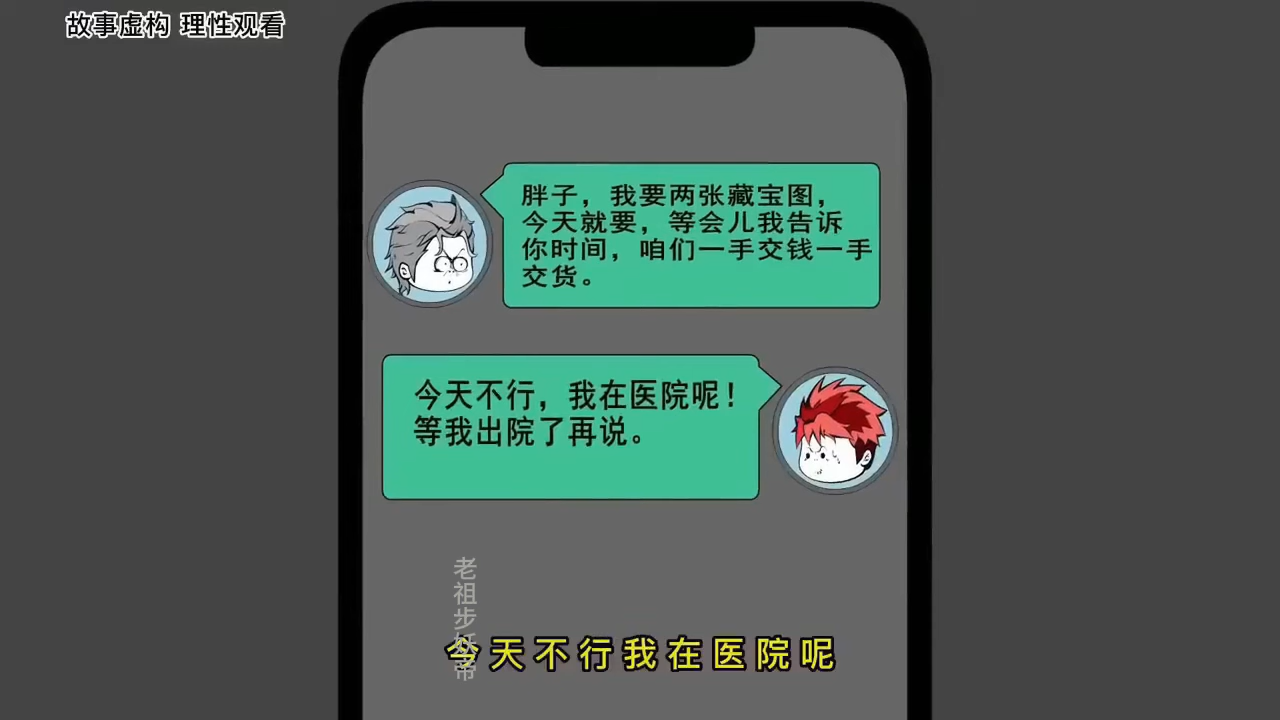 故事虚构 理性观看
胖子，我要两张藏宝图，
今天就要，等会儿我告诉
你时间，咱们一手交钱一手
交货。
今天不行，我在医院呢！
等我出院了再说。
老祖步妖帝
今天不行我在医院呢